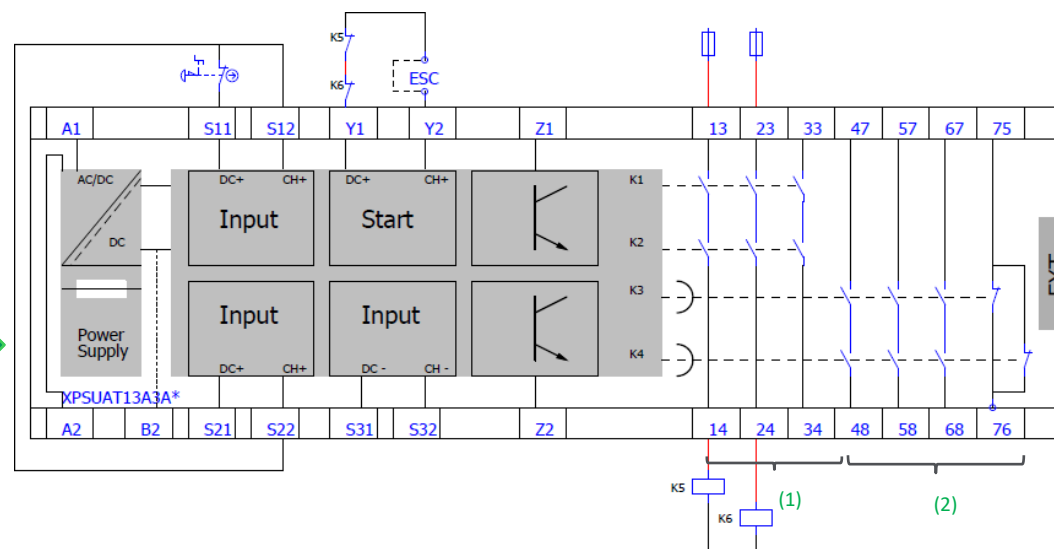 K5
K6
ESC
A1 S11 S12 Y1 Y2 Z1 13 23 33 47 57 67 75
AC/DC
DC
DC+ CH+
Input
DC+ CH+
Start
K1
K2
K3
K4
Input
DC+ CH+
Input
DC - CH -
Power
Supply
XPSUAT13A3A*
EXT
A2 B2 S21 S22 S31 S32 Z2 14 24 34 48 58 68 76
K5
K6
(1)
(2)